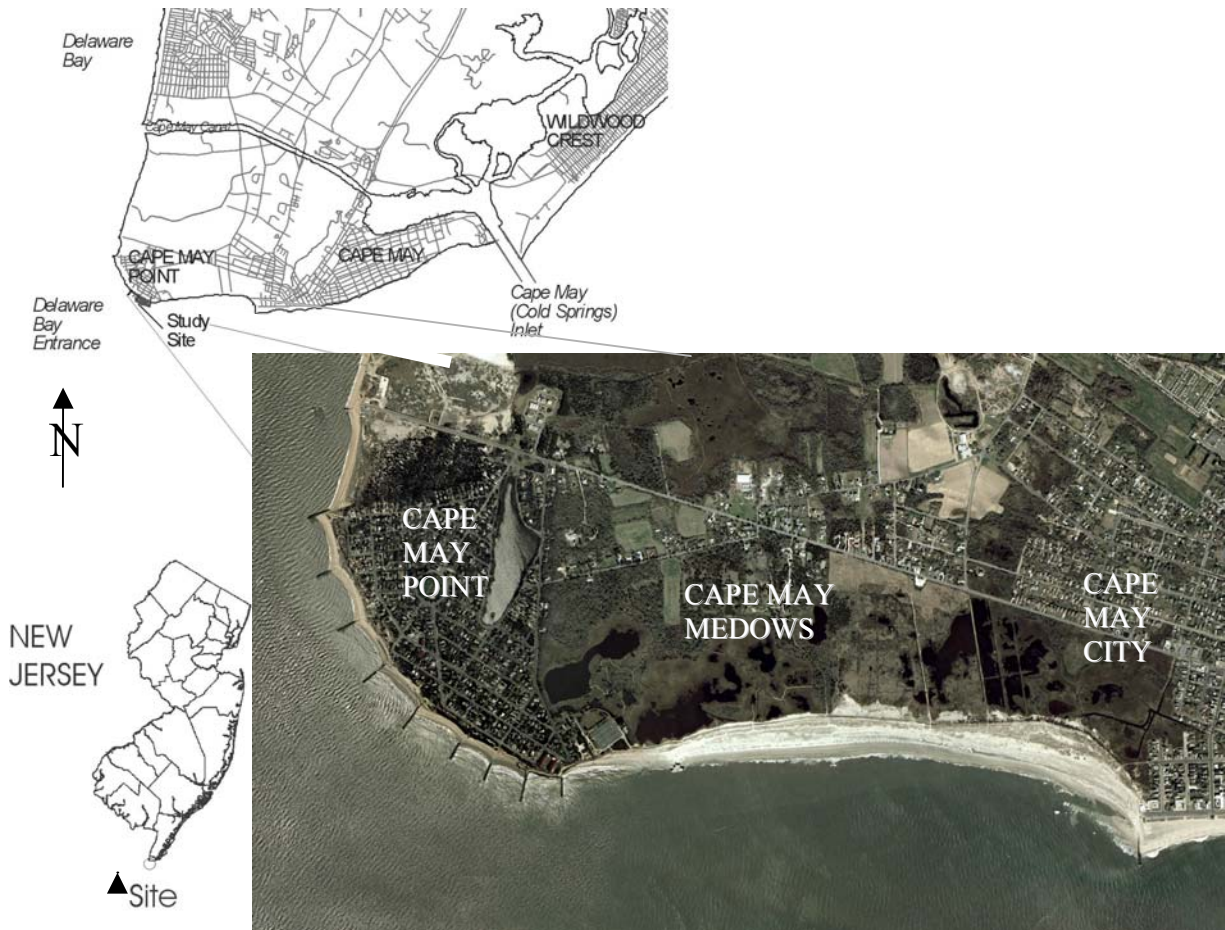 Delaware
Bay
Cape May Canal
WILDWOOD
CREST
CAPE MAY
POINT
CAPE MAY
Cape May
(Cold Springs)
Inlet
Delaware
Bay
Entrance
Study
Site
N
CAPE
MAY
POINT
CAPE MAY
MEDOWS
CAPE
MAY
CITY
NEW
JERSEY
Site